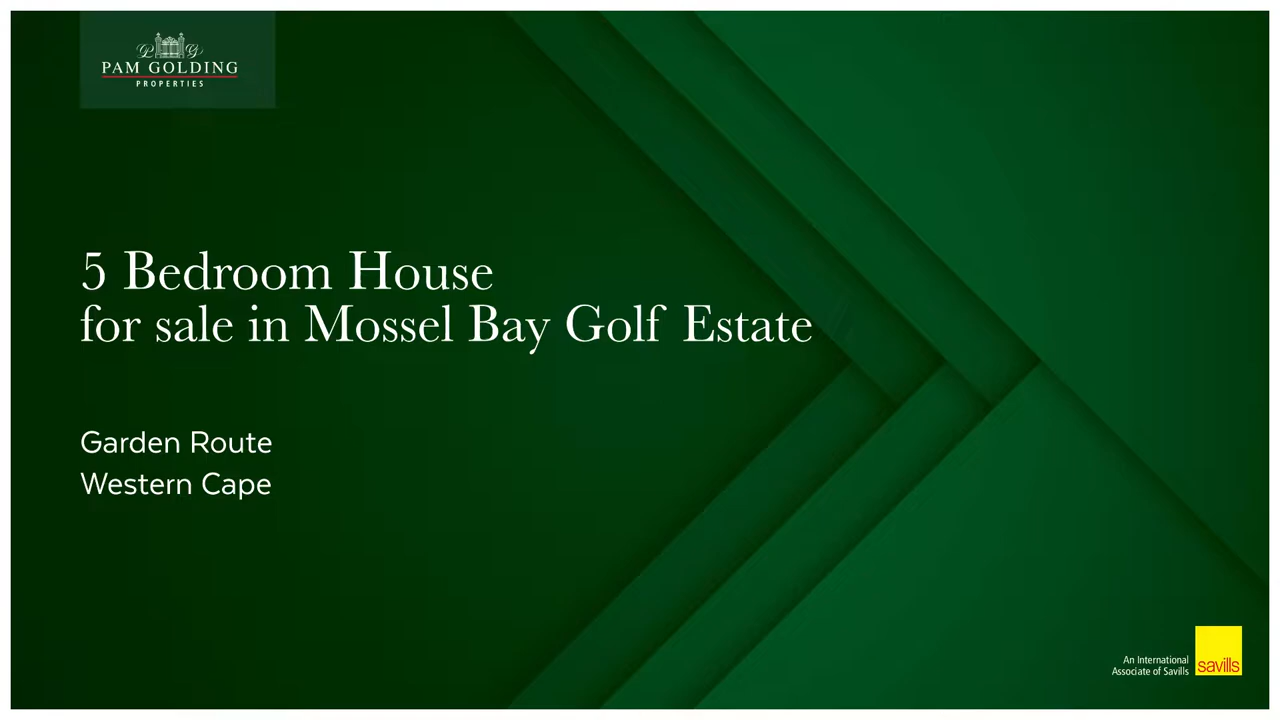 PAM GOLDING
PROPERTIES
5 Bedroom House
for sale in Mossel Bay Golf Estate
Garden Route
Western Cape
An International
Associate of Savills
savills